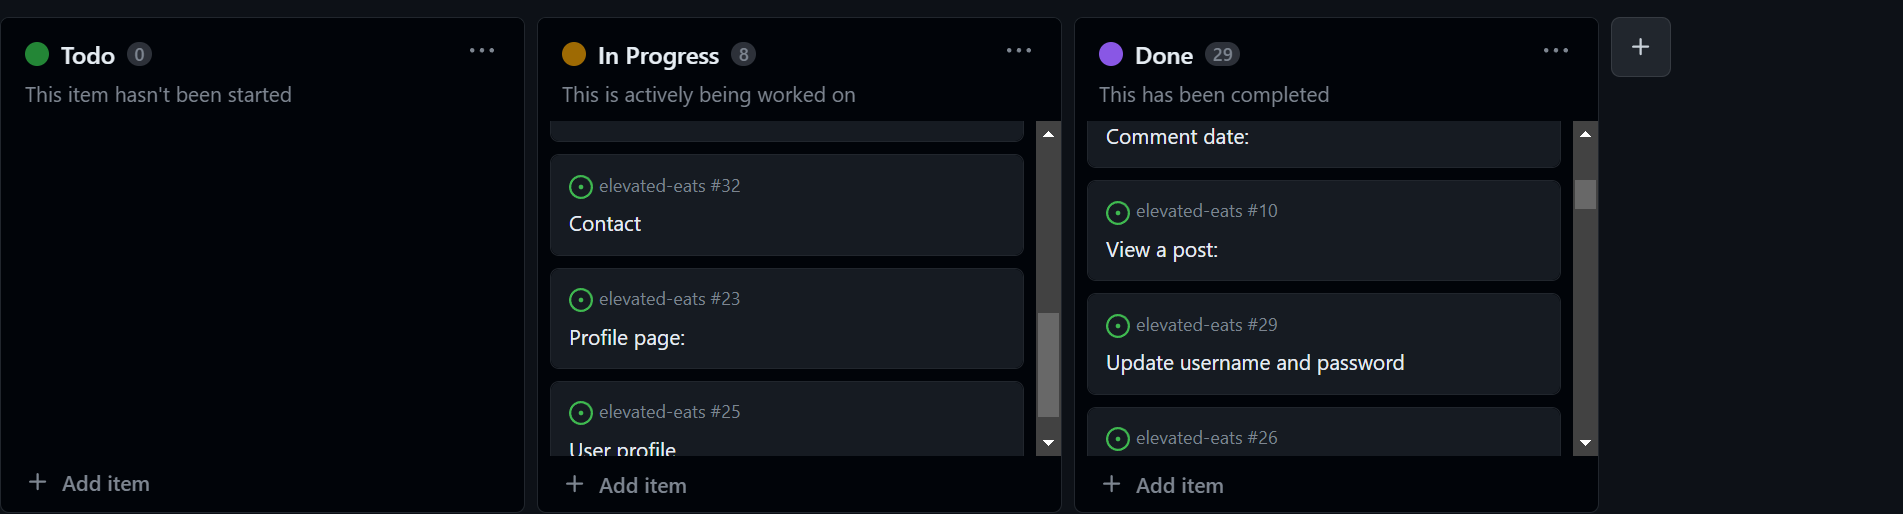 Todo 0
This item hasn't been started
+ Add item
In Progress 8
This is actively being worked on
elevated-eats #32
Contact
elevated-eats #23
Profile page:
elevated-eats #25
User profile
+ Add item
Done 29
This has been completed
Comment date:
elevated-eats #10
View a post:
elevated-eats #29
Update username and password
elevated-eats #26
+ Add item
+